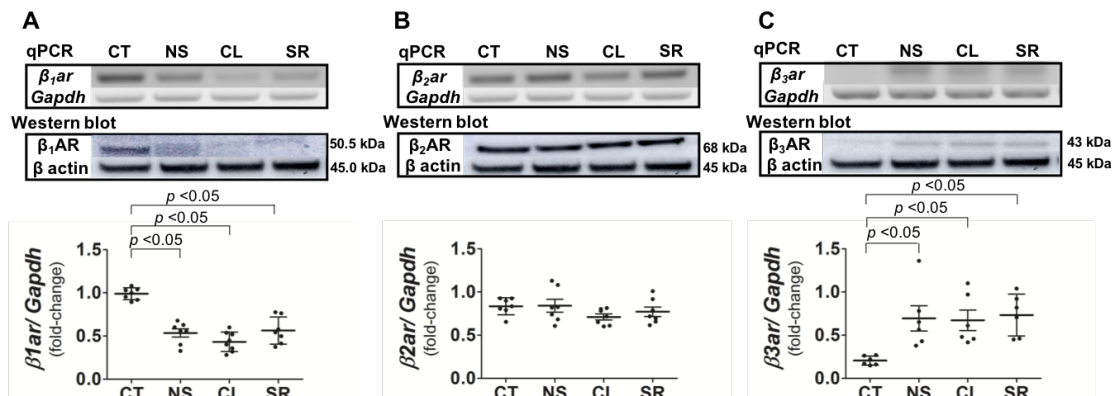 A
qPCR CT NS CL SR
β₁ar
Gapdh
Western blot
β₁AR 50.5 kDa
β actin 45.0 kDa
p <0.05
p <0.05
p <0.05
β1ar/ Gapdh
(fold-change)
1.5
1.0
0.5
0.0
CT NS CL SR
B
qPCR CT NS CL SR
β₂ar
Gapdh
Western blot
β₂AR 68 kDa
β actin 45 kDa
β2ar/ Gapdh
(fold-change)
1.5
1.0
0.5
0.0
CT NS CL SR
C
qPCR CT NS CL SR
β₃ar
Gapdh
Western blot
β₃AR 43 kDa
β actin 45 kDa
p <0.05
p <0.05
p <0.05
β3ar/ Gapdh
(fold-change)
1.5
1.0
0.5
0.0
CT NS CL SR